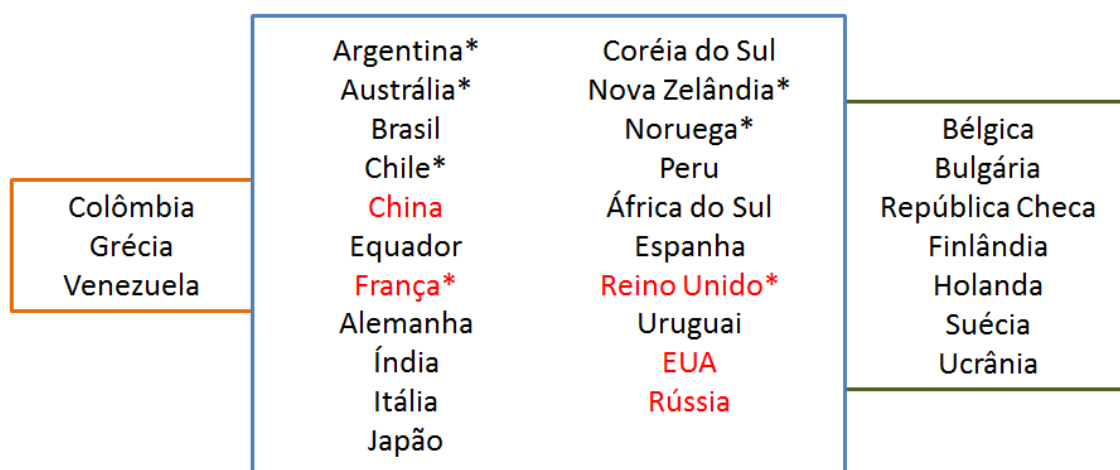 Colômbia
Grécia
Venezuela
Argentina*
Austrália*
Brasil
Chile*
China
Equador
França*
Alemanha
Índia
Itália
Japão
Coréia do Sul
Nova Zelândia*
Noruega*
Peru
África do Sul
Espanha
Reino Unido*
Uruguai
EUA
Rússia
Bélgica
Bulgária
República Checa
Finlândia
Holanda
Suécia
Ucrânia